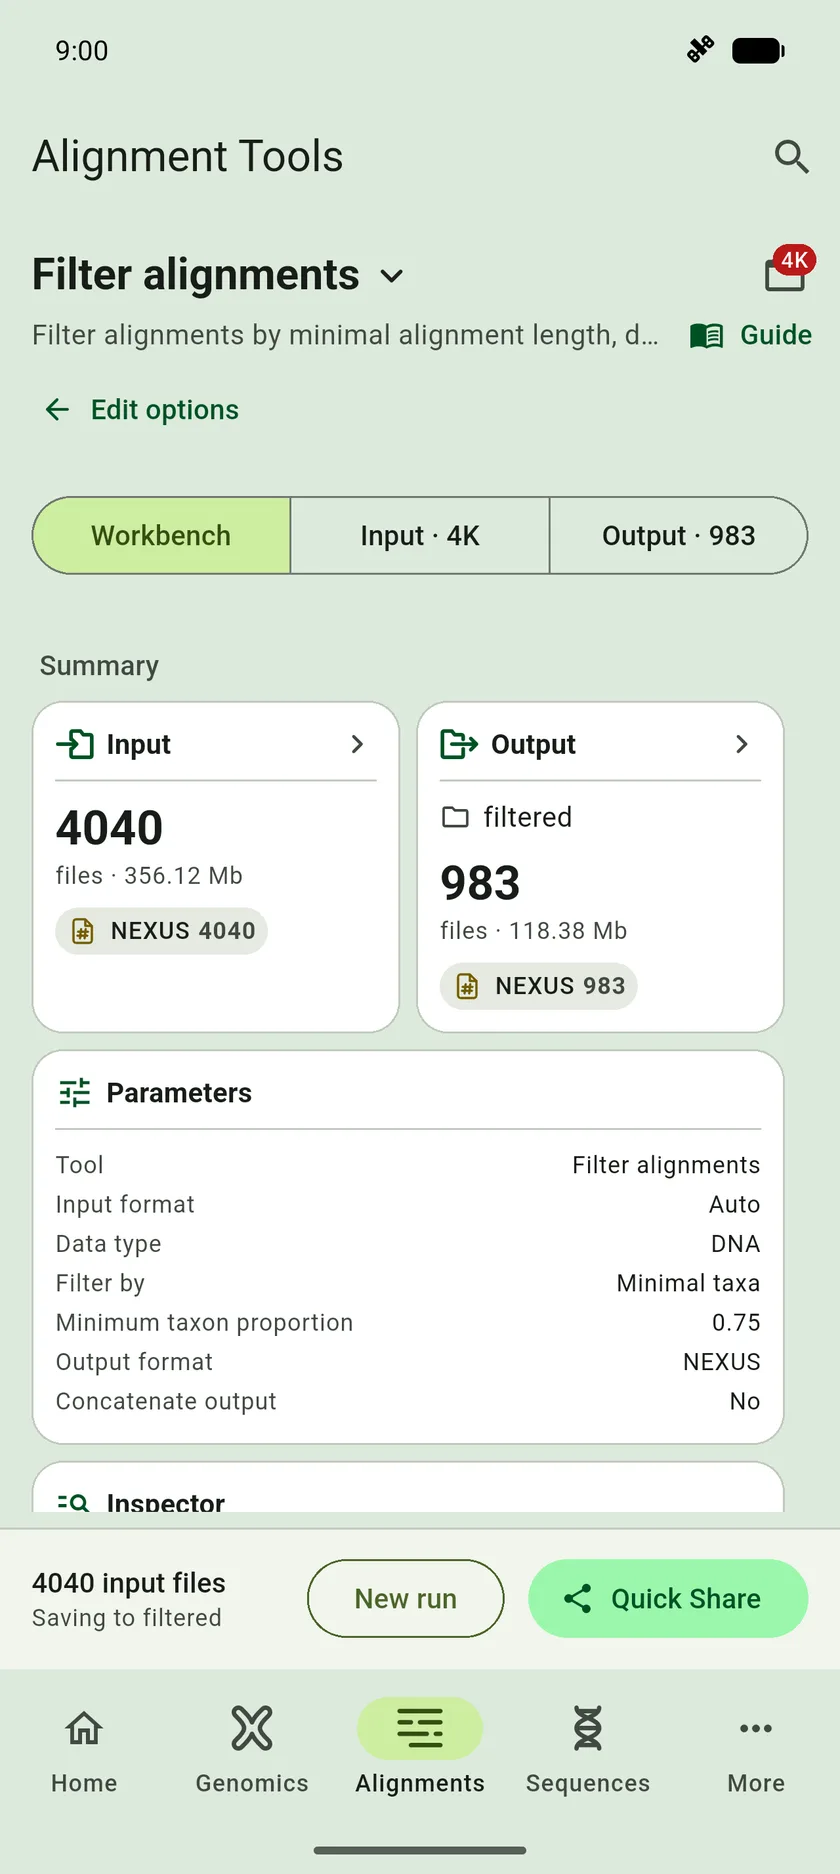 9:00
Alignment Tools
Filter alignments
4K
Filter alignments by minimal alignment length, d...
Guide
Edit options
Workbench
Input · 4K
Output · 983
Summary
Input
4040
files · 356.12 Mb
NEXUS 4040
Output
filtered
983
files · 118.38 Mb
NEXUS 983
Parameters
Tool Filter alignments
Input format Auto
Data type DNA
Filter by Minimal taxa
Minimum taxon proportion 0.75
Output format NEXUS
Concatenate output No
Inspector
4040 input files
Saving to filtered
New run
Quick Share
Home
Genomics
Alignments
Sequences
More